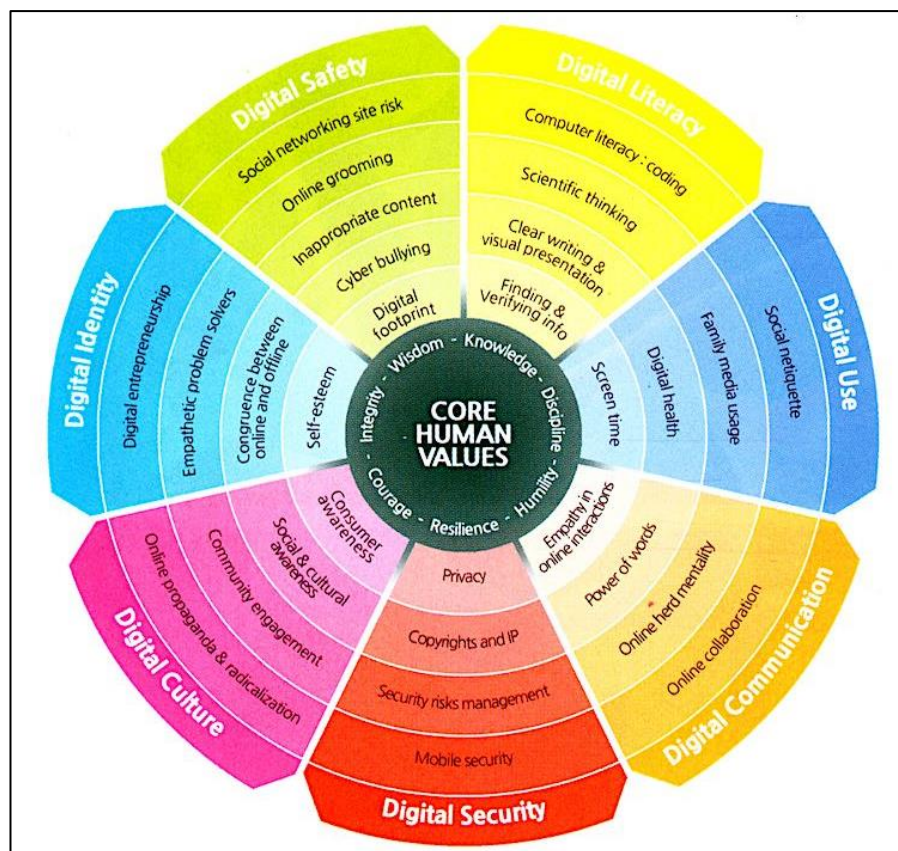 CORE
HUMAN
VALUES
Integrity - Wisdom - Knowledge - Discipline - Humility - Resilience - Courage -
Digital Safety
Social networking site risk
Online grooming
Inappropriate content
Cyber bullying
Digital
footprint
Digital Literacy
Computer literacy : coding
Scientific thinking
Clear writing &
visual presentation
Finding &
Verifying info
Digital Use
Social netiquette
Family media usage
Digital health
Screen time
Digital Communication
Online collaboration
Online herd mentality
Power of words
Empathy in
online interactions
Digital Security
Mobile security
Security risks management
Copyrights and IP
Privacy
Digital Culture
Online propaganda & radicalization
Community engagement
Social & cultural
awareness
Consumer
awareness
Digital Identity
Digital entrepreneurship
Empathetic problem solvers
Congruence between
online and offline
Self-esteem